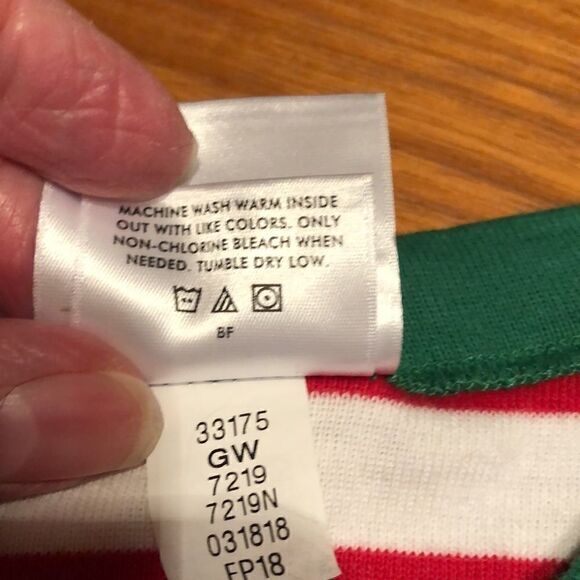 MACHINE WASH WARM INSIDE
OUT WITH LIKE COLORS. ONLY
NON-CHLORINE BLEACH WHEN
NEEDED. TUMBLE DRY LOW.
BF
33175
GW
7219
7219N
031818
FP18